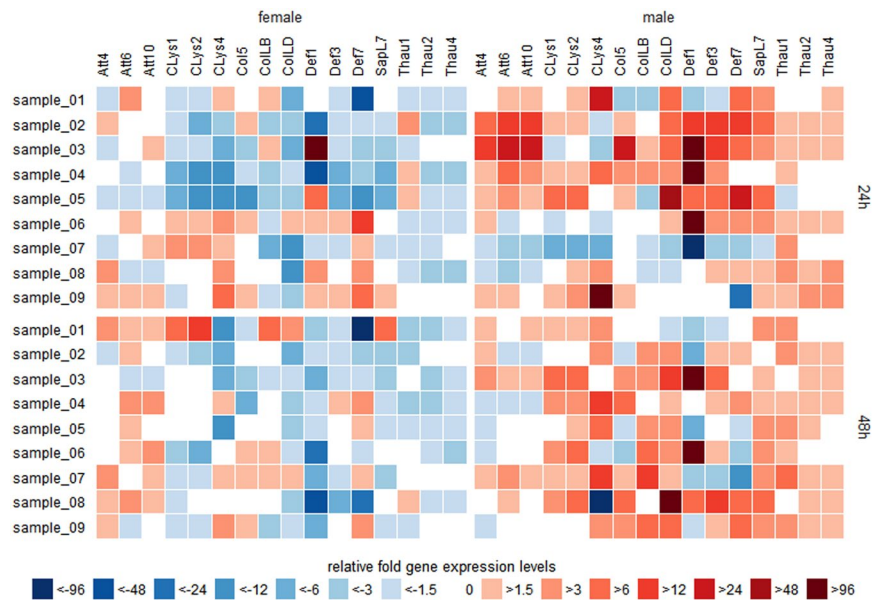 female male
Att4 Att6 Att10 CLys1 CLys2 CLys4 Col5 ColLB ColLD Def1 Def3 Def7 SapL7 Thau1 Thau2 Thau4 Att4 Att6 Att10 CLys1 CLys2 CLys4 Col5 ColLB ColLD Def1 Def3 Def7 SapL7 Thau1 Thau2 Thau4
sample_01
sample_02
sample_03
sample_04
sample_05
sample_06
sample_07
sample_08
sample_09
24h
sample_01
sample_02
sample_03
sample_04
sample_05
sample_06
sample_07
sample_08
sample_09
48h
relative fold gene expression levels
<-96 <-48 <-24 <-12 <-6 <-3 <-1.5 0 >1.5 >3 >6 >12 >24 >48 >96